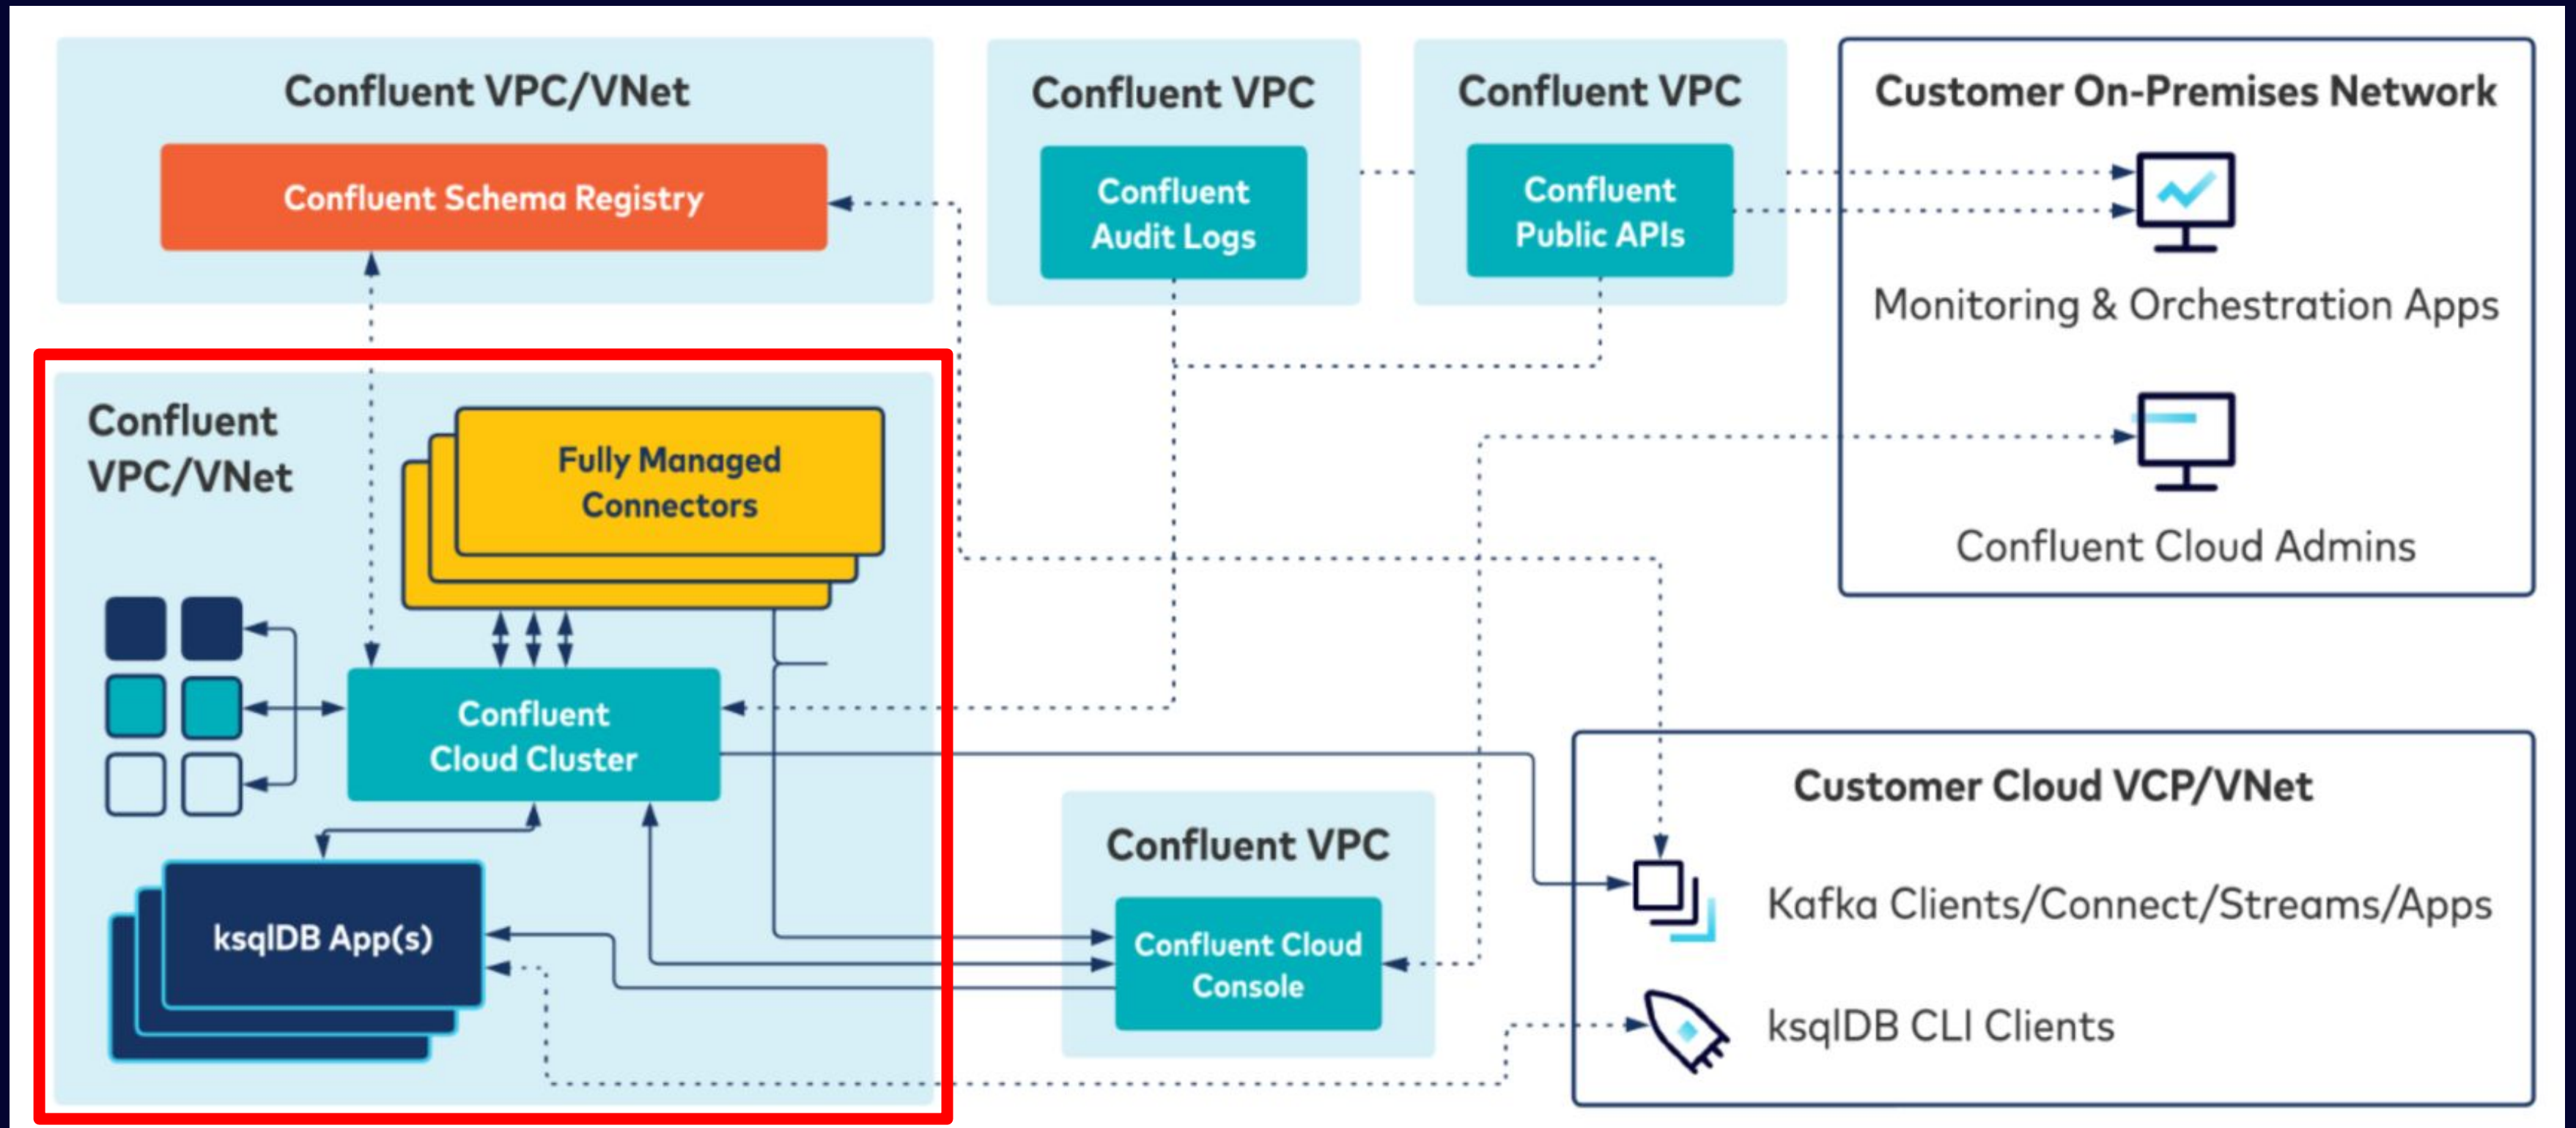 Confluent VPC/VNet
Confluent Schema Registry
Confluent VPC
Confluent
Audit Logs
Confluent VPC
Confluent
Public APIs
Customer On-Premises Network
Monitoring & Orchestration Apps
Confluent Cloud Admins
Confluent
VPC/VNet
Fully Managed
Connectors
Confluent
Cloud Cluster
ksqlDB App(s)
Confluent VPC
Confluent Cloud
Console
Customer Cloud VCP/VNet
Kafka Clients/Connect/Streams/Apps
ksqlDB CLI Clients